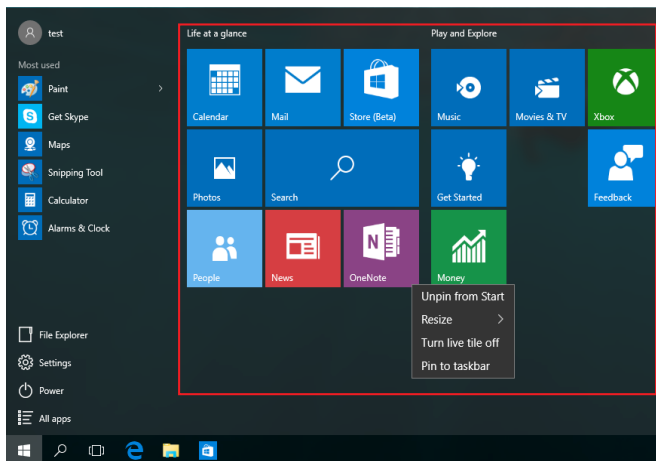 test
Most used
Paint
Get Skype
Maps
Snipping Tool
Calculator
Alarms & Clock
File Explorer
Settings
Power
All apps
Life at a glance
Calendar
Mail
Store (Beta)
Photos
Search
People
News
OneNote
Play and Explore
Music
Movies & TV
Xbox
Get Started
Feedback
Money
Unpin from Start
Resize
Turn live tile off
Pin to taskbar